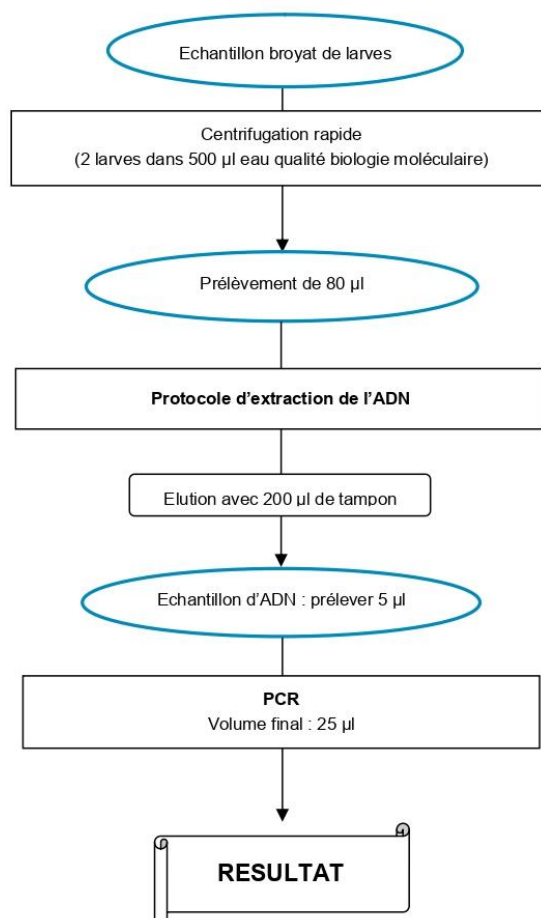 Echantillon broyat de larves
Centrifugation rapide
(2 larves dans 500 µl eau qualité biologie moléculaire)
Prélèvement de 80 µl
Protocole d'extraction de l'ADN
Elution avec 200 µl de tampon
Echantillon d'ADN : prélever 5 µl
PCR
Volume final : 25 µl
RESULTAT